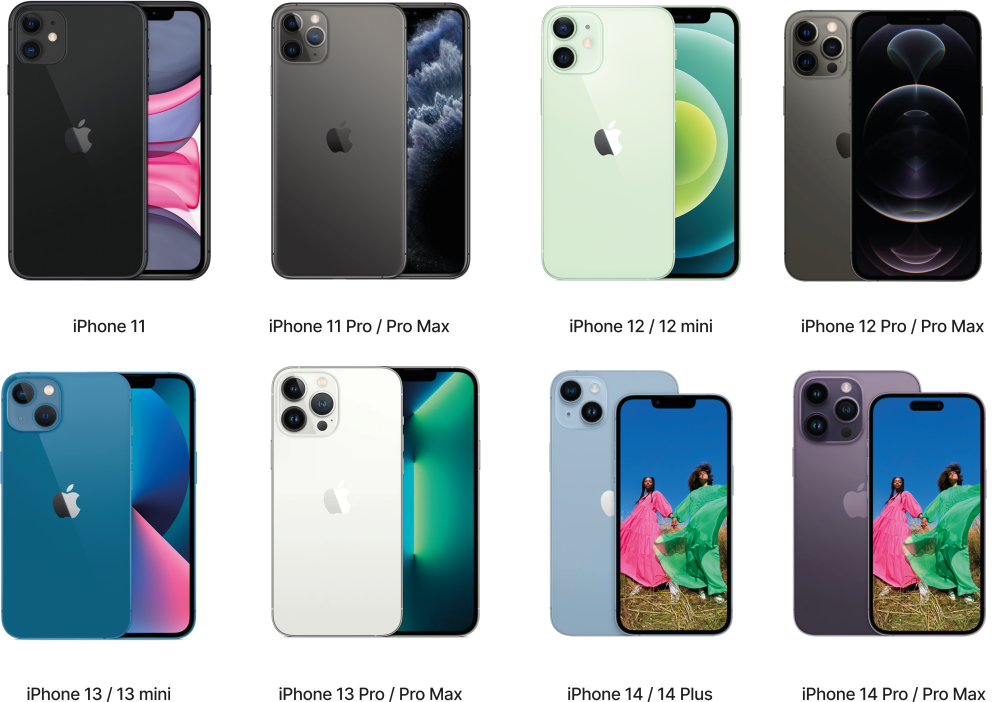 iPhone 11
iPhone 11 Pro / Pro Max
iPhone 12 / 12 mini
iPhone 12 Pro / Pro Max
iPhone 13 / 13 mini
iPhone 13 Pro / Pro Max
iPhone 14 / 14 Plus
iPhone 14 Pro / Pro Max